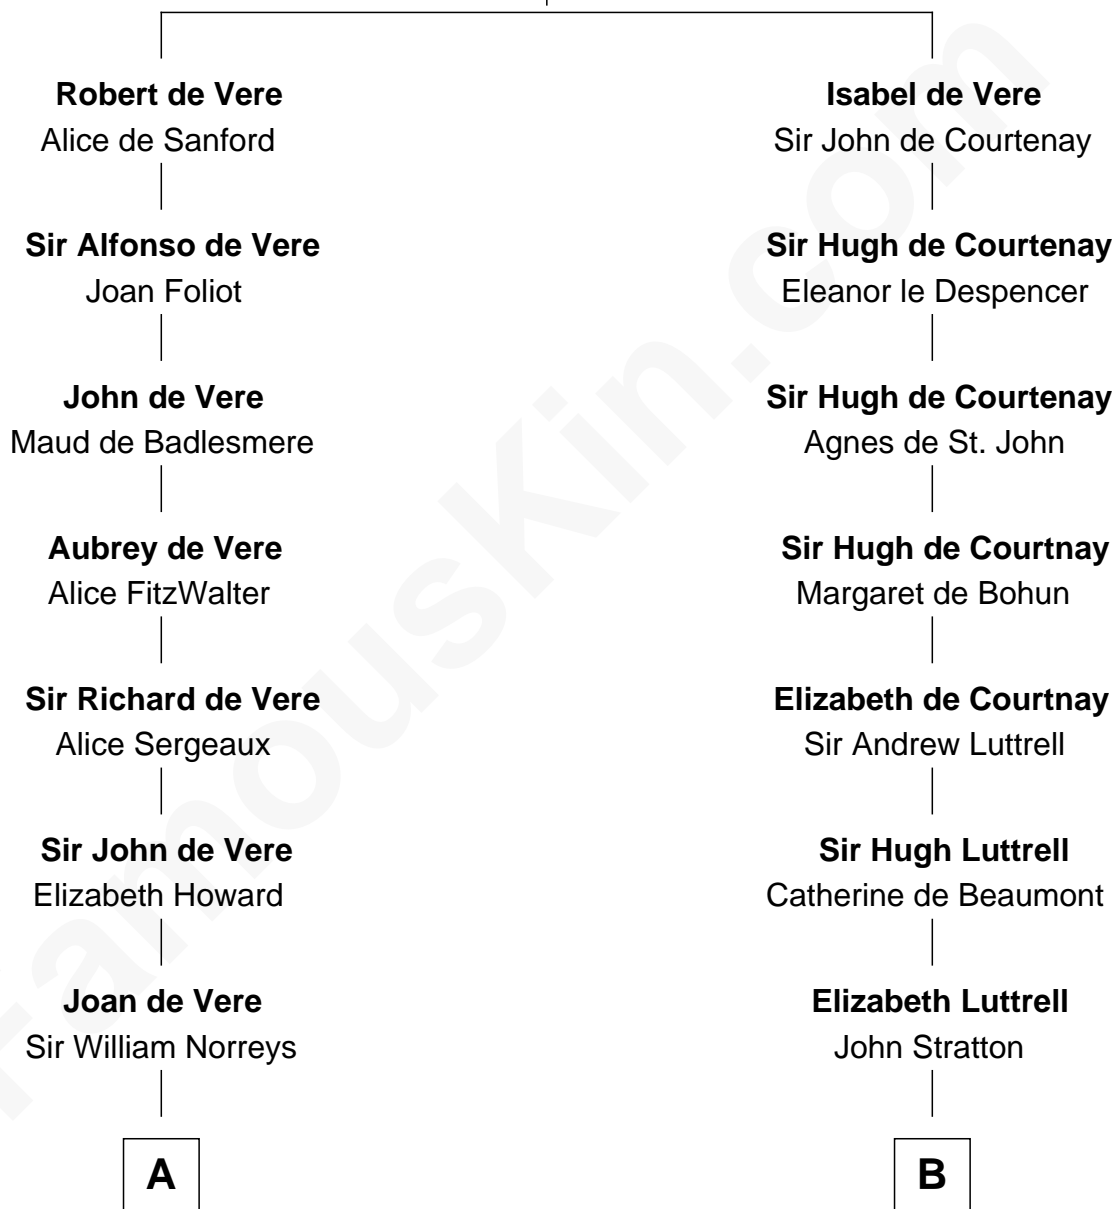 Robert de Vere
Alice de Sanford
Sir Alfonso de Vere
Joan Foliot
John de Vere
Maud de Badlesmere
Aubrey de Vere
Alice FitzWalter
Sir Richard de Vere
Alice Sergeaux
Sir John de Vere
Elizabeth Howard
Joan de Vere
Sir William Norreys
A
Isabel de Vere
Sir John de Courtenay
Sir Hugh de Courtenay
Eleanor le Despencer
Sir Hugh de Courtenay
Agnes de St. John
Sir Hugh de Courtnay
Margaret de Bohun
Elizabeth de Courtnay
Sir Andrew Luttrell
Sir Hugh Luttrell
Catherine de Beaumont
Elizabeth Luttrell
John Stratton
B
FamousKin.com